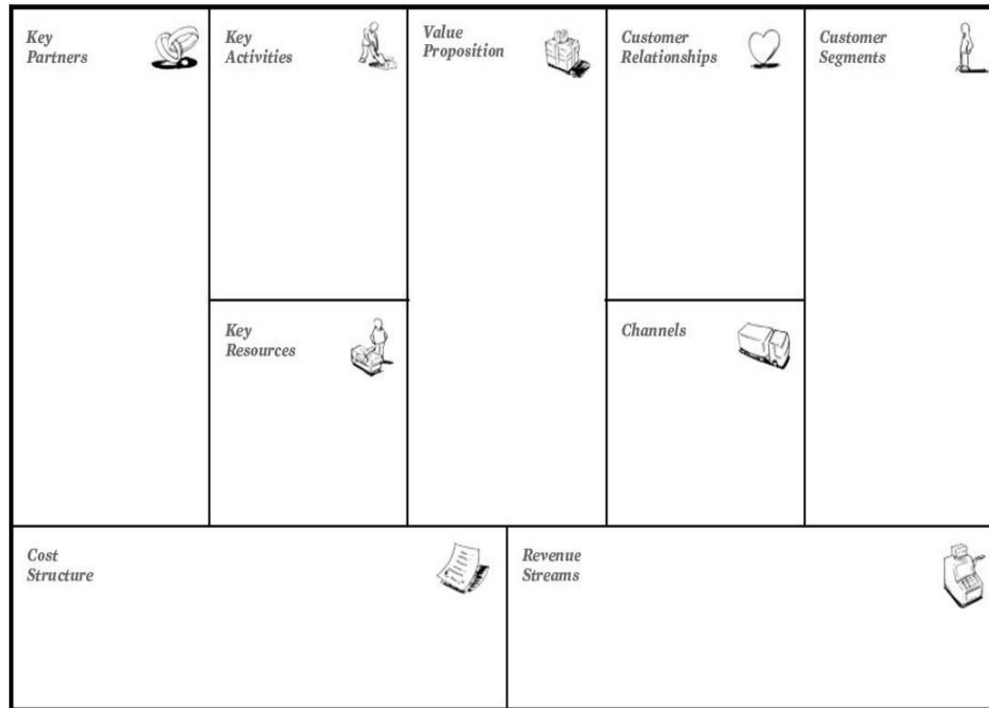 Key
Partners
Key
Activities
Value
Proposition
Customer
Relationships
Customer
Segments
Key
Resources
Channels
Cost
Structure
Revenue
Streams